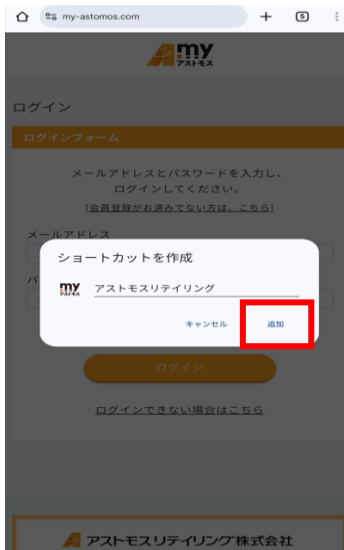 my-astomos.com
5
my
アストモス
ログイン
ログインフォーム
メールアドレスとパスワードを入力し、
ログインしてください。
[会員登録がお済みでない方は、こちら]
メールアドレス
ショートカットを作成
パ
my
アストモス
アストモスリテイリング
キャンセル
追加
ログイン
ログインできない場合はこちら
アストモスリテイリング株式会社